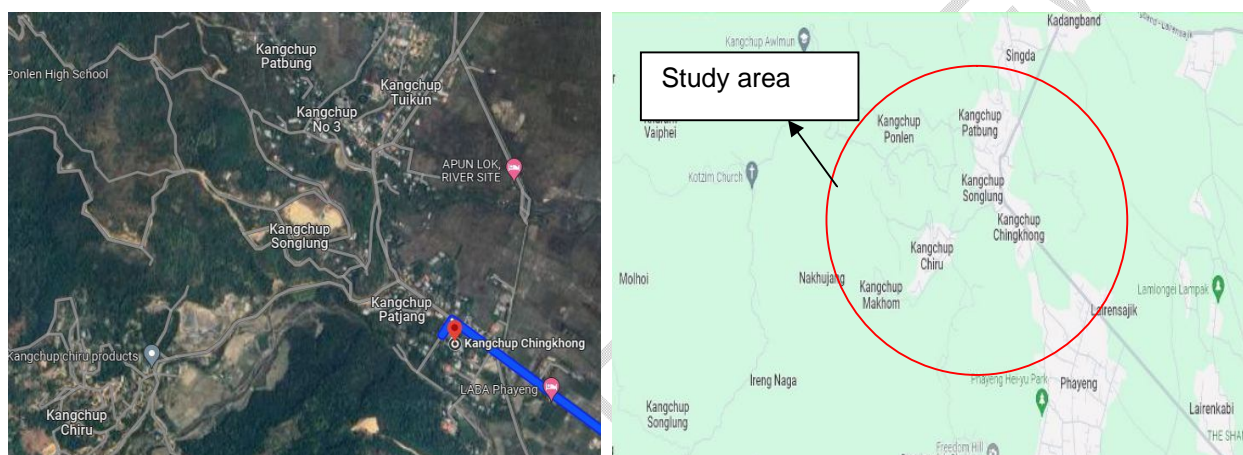 Kangchup
Patbung
Ponlen High School
Kangchup
Tuikun
Kangchup
No 3
APUN LOK,
RIVER SITE
Kangchup
Songlung
Kangchup
Patjang
Kangchup Chingkhong
Kangchup chiru products
LABA Phayeng
Kangchup
Chiru
Kadangband
Kangchup Awlmun
Singda
Study area
Vaiphei
Kangchup
Ponlen
Kangchup
Patbung
Kotzim Church
Kangchup
Songlung
Kangchup
Chingkhong
Kangchup
Chiru
Molhoi
Nakhujang
Kangchup
Makhom
Lamlongei Lampak
Lairensajik
Ireng Naga
Phayeng Hei-yu Park
Phayeng
Kangchup
Songlung
Lairenkabi
Freedom Hill